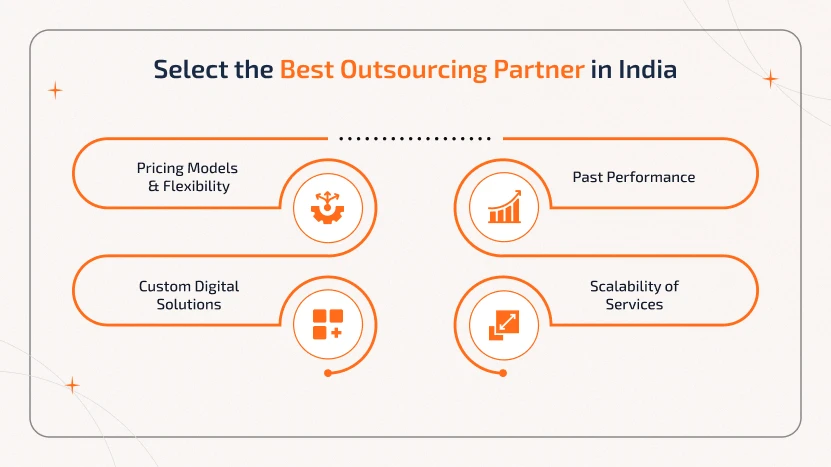 Select the Best Outsourcing Partner in India
Pricing Models
& Flexibility
Past Performance
Custom Digital
Solutions
Scalability of
Services